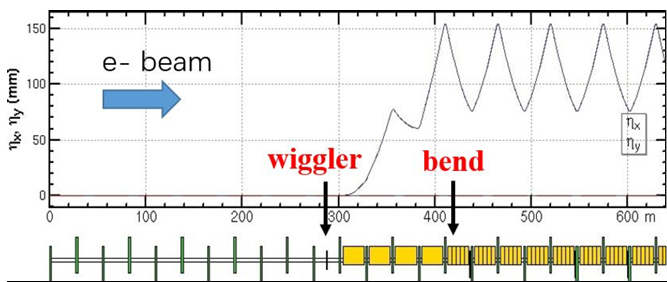 150
100
50
0
ηx, ηy (mm)
e- beam
ηx
ηy
wiggler
bend
0 100 200 300 400 500 600 m